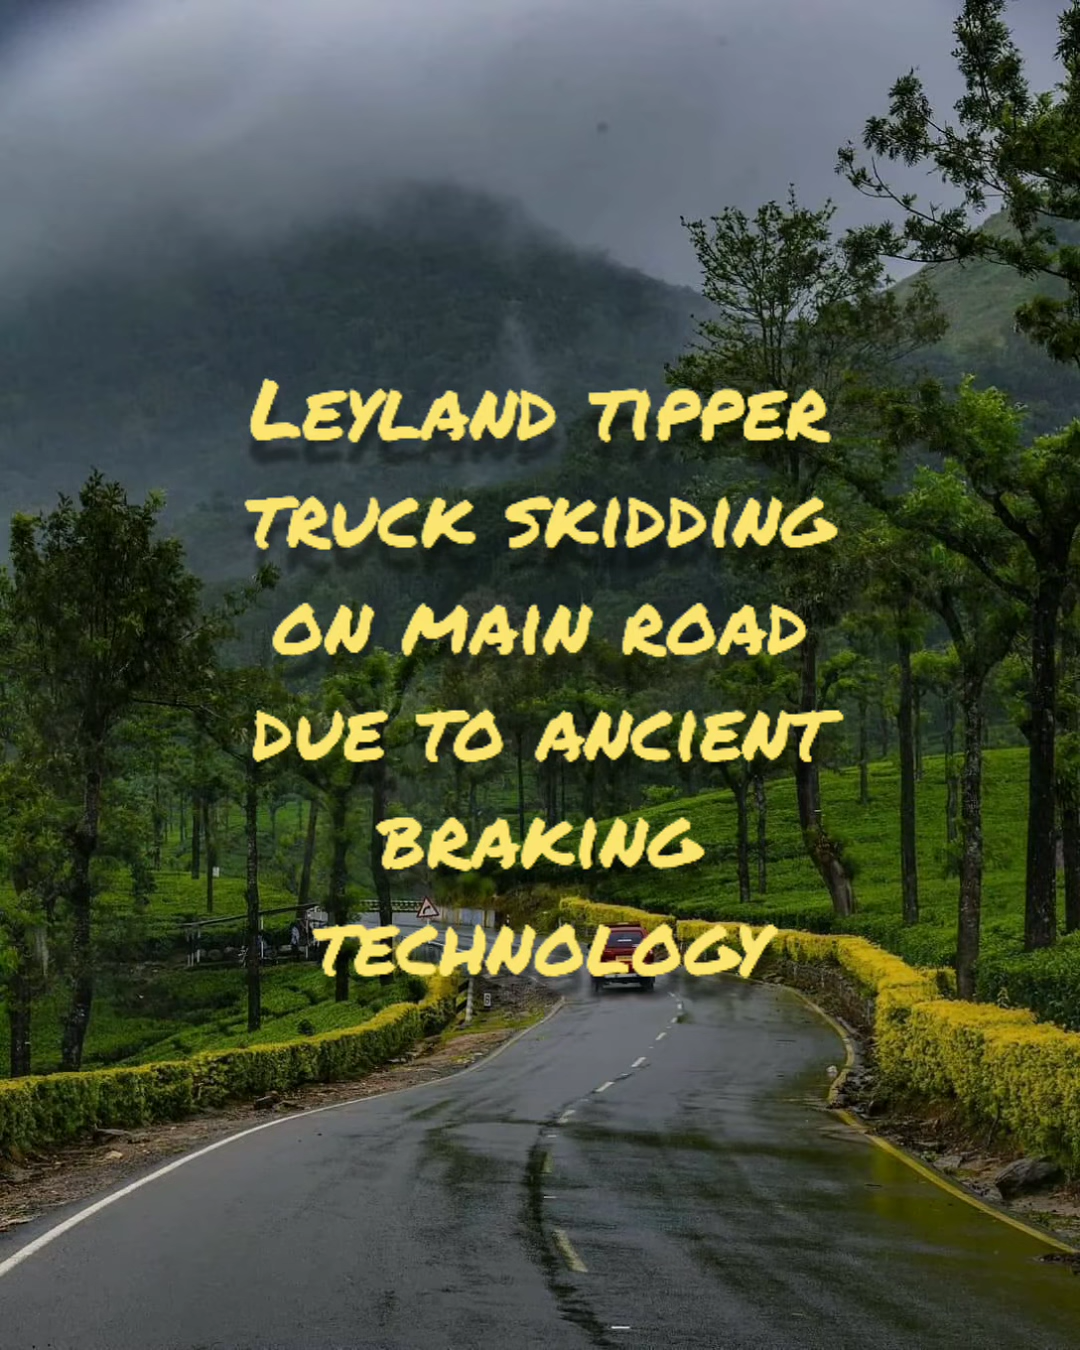 Leyland tipper
truck skidding
on main road
due to ancient
braking
technology